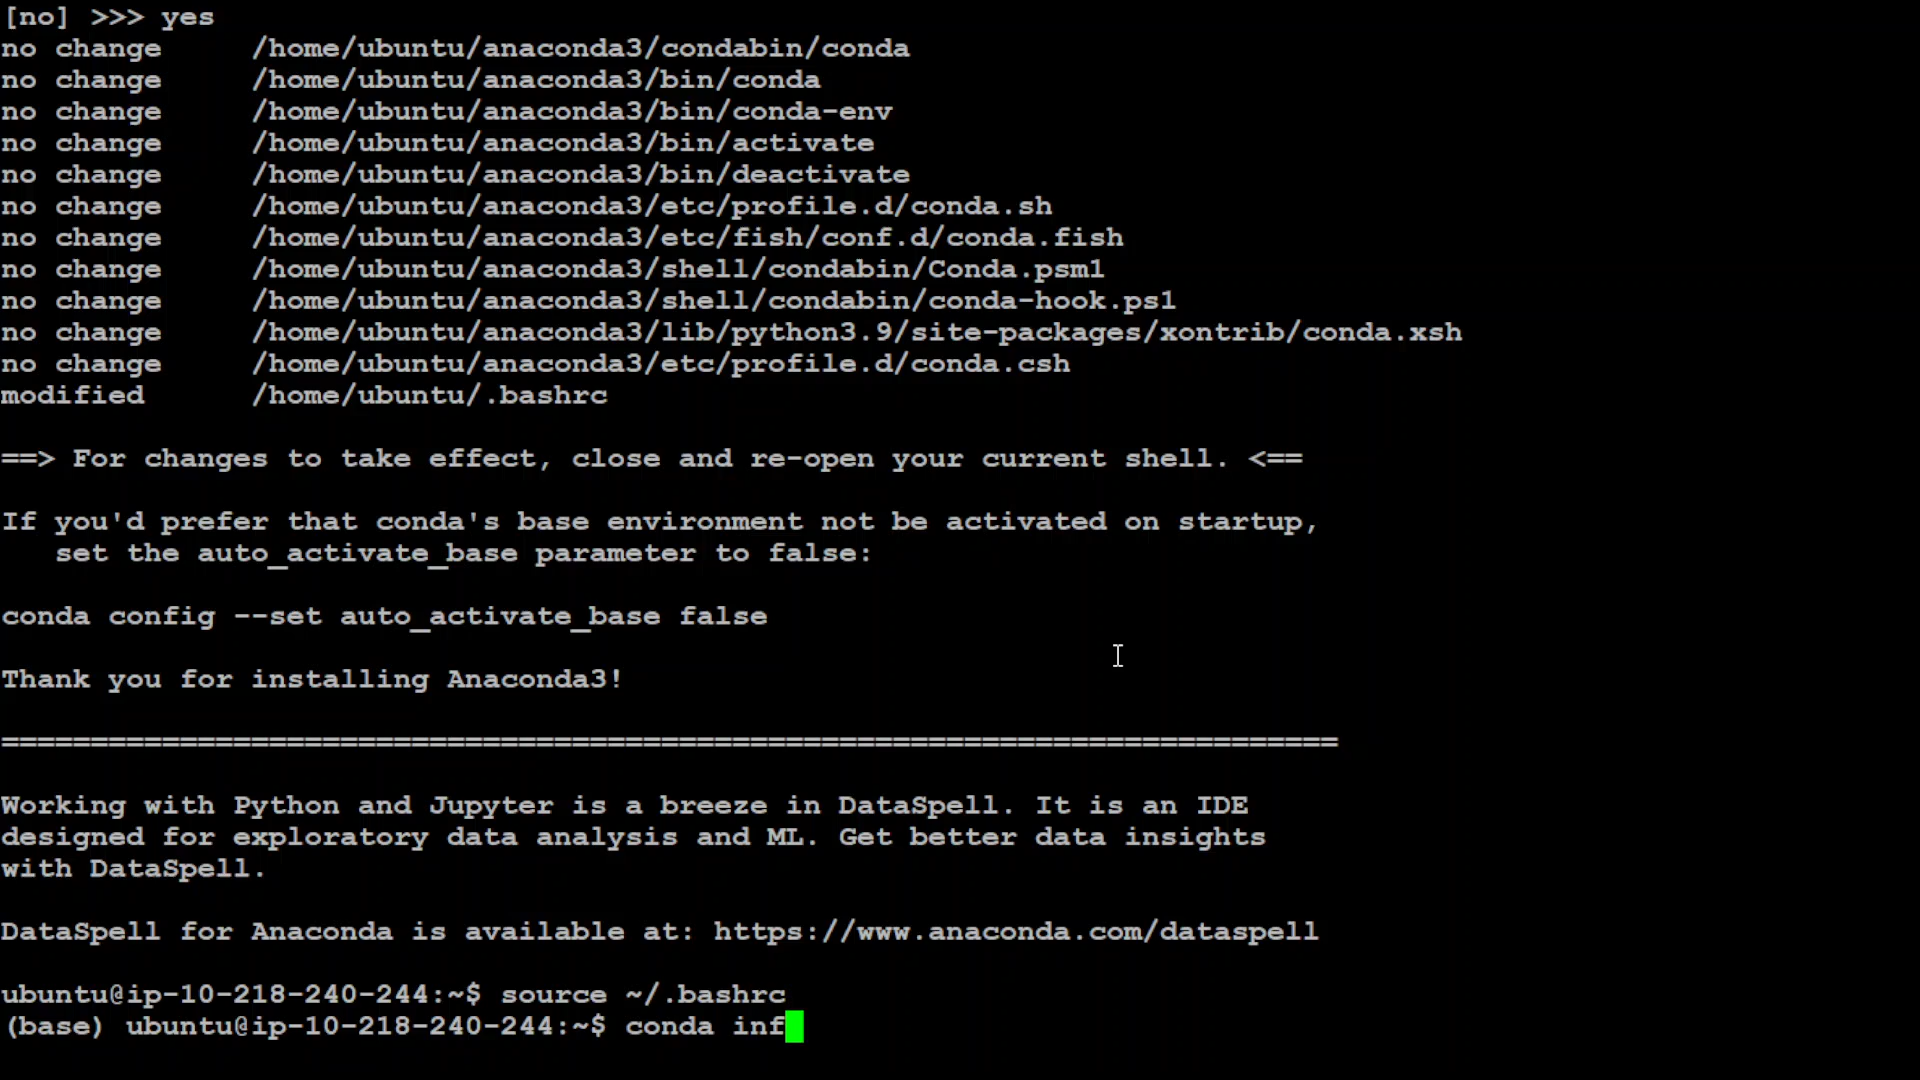 [no] >>> yes
no change     /home/ubuntu/anaconda3/condabin/conda
no change     /home/ubuntu/anaconda3/bin/conda
no change     /home/ubuntu/anaconda3/bin/conda-env
no change     /home/ubuntu/anaconda3/bin/activate
no change     /home/ubuntu/anaconda3/bin/deactivate
no change     /home/ubuntu/anaconda3/etc/profile.d/conda.sh
no change     /home/ubuntu/anaconda3/etc/fish/conf.d/conda.fish
no change     /home/ubuntu/anaconda3/shell/condabin/Conda.psm1
no change     /home/ubuntu/anaconda3/shell/condabin/conda-hook.ps1
no change     /home/ubuntu/anaconda3/lib/python3.9/site-packages/xontrib/conda.xsh
no change     /home/ubuntu/anaconda3/etc/profile.d/conda.csh
modified      /home/ubuntu/.bashrc
==> For changes to take effect, close and re-open your current shell. <==
If you'd prefer that conda's base environment not be activated on startup,
   set the auto_activate_base parameter to false:
conda config --set auto_activate_base false
Thank you for installing Anaconda3!
===========================================================================
Working with Python and Jupyter is a breeze in DataSpell. It is an IDE
designed for exploratory data analysis and ML. Get better data insights
with DataSpell.
DataSpell for Anaconda is available at: https://www.anaconda.com/dataspell
ubuntu@ip-10-218-240-244:~$ source ~/.bashrc
(base) ubuntu@ip-10-218-240-244:~$ conda inf